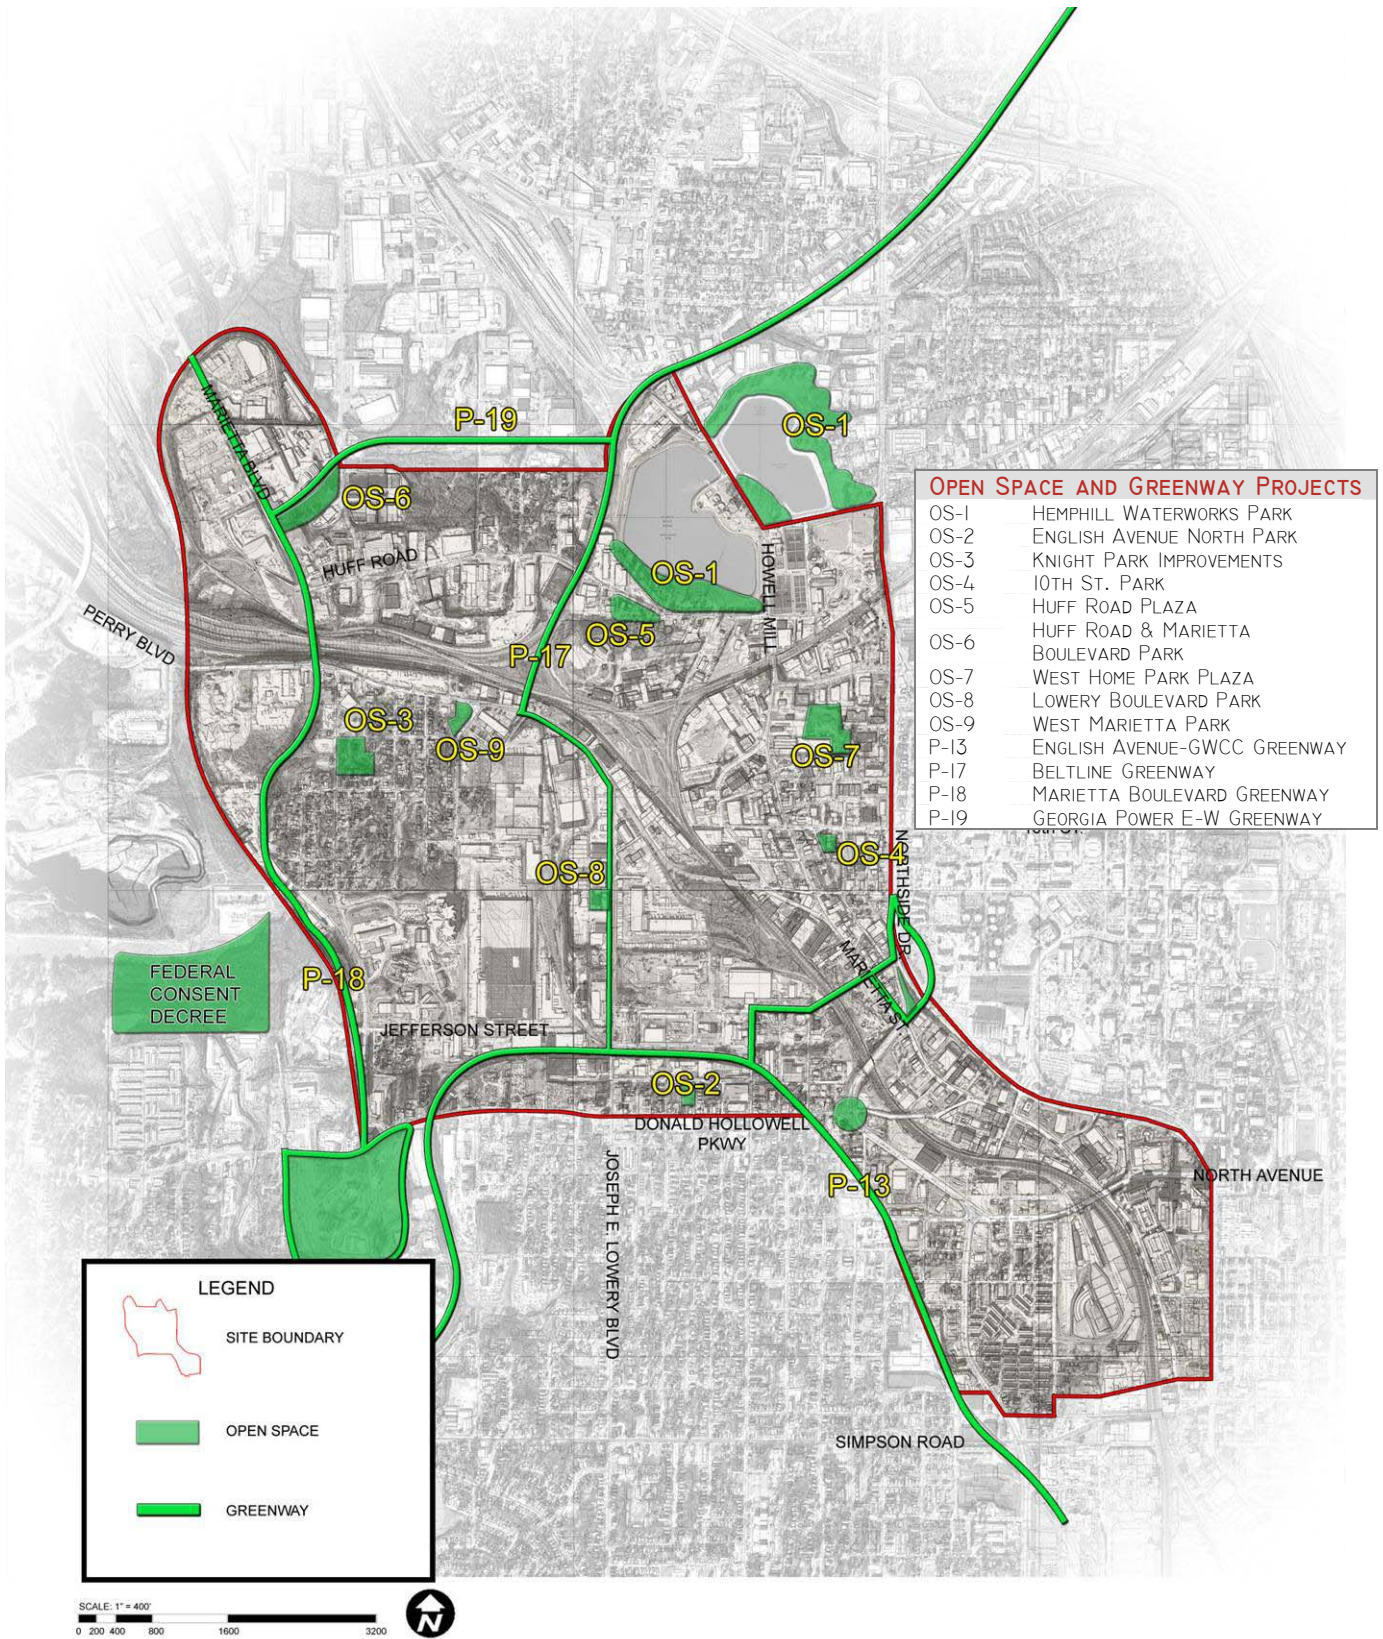 P-19
OS-1
MARIETTA BLVD
OS-6
OPEN SPACE AND GREENWAY PROJECTS
OS-1 HEMPHILL WATERWORKS PARK
OS-2 ENGLISH AVENUE NORTH PARK
OS-3 KNIGHT PARK IMPROVEMENTS
OS-4 10TH ST. PARK
OS-5 HUFF ROAD PLAZA
OS-6 HUFF ROAD & MARIETTA
BOULEVARD PARK
OS-7 WEST HOME PARK PLAZA
OS-8 LOWERY BOULEVARD PARK
OS-9 WEST MARIETTA PARK
P-13 ENGLISH AVENUE-GWCC GREENWAY
P-17 BELTLINE GREENWAY
P-18 MARIETTA BOULEVARD GREENWAY
P-19 GEORGIA POWER E-W GREENWAY
HUFF ROAD
OS-1
HOWELL MILL
PERRY BLVD
OS-5
P-17
OS-3
OS-9
OS-7
OS-4
NORTHSIDE DR.
OS-8
MARIETTA ST
FEDERAL
CONSENT
DECREE
P-18
JEFFERSON STREET
OS-2
DONALD HOLLOWELL
PKWY
P-13
NORTH AVENUE
JOSEPH E. LOWERY BLVD
SIMPSON ROAD
LEGEND
SITE BOUNDARY
OPEN SPACE
GREENWAY
SCALE: 1" = 400'
0 200 400 800 1600 3200
N